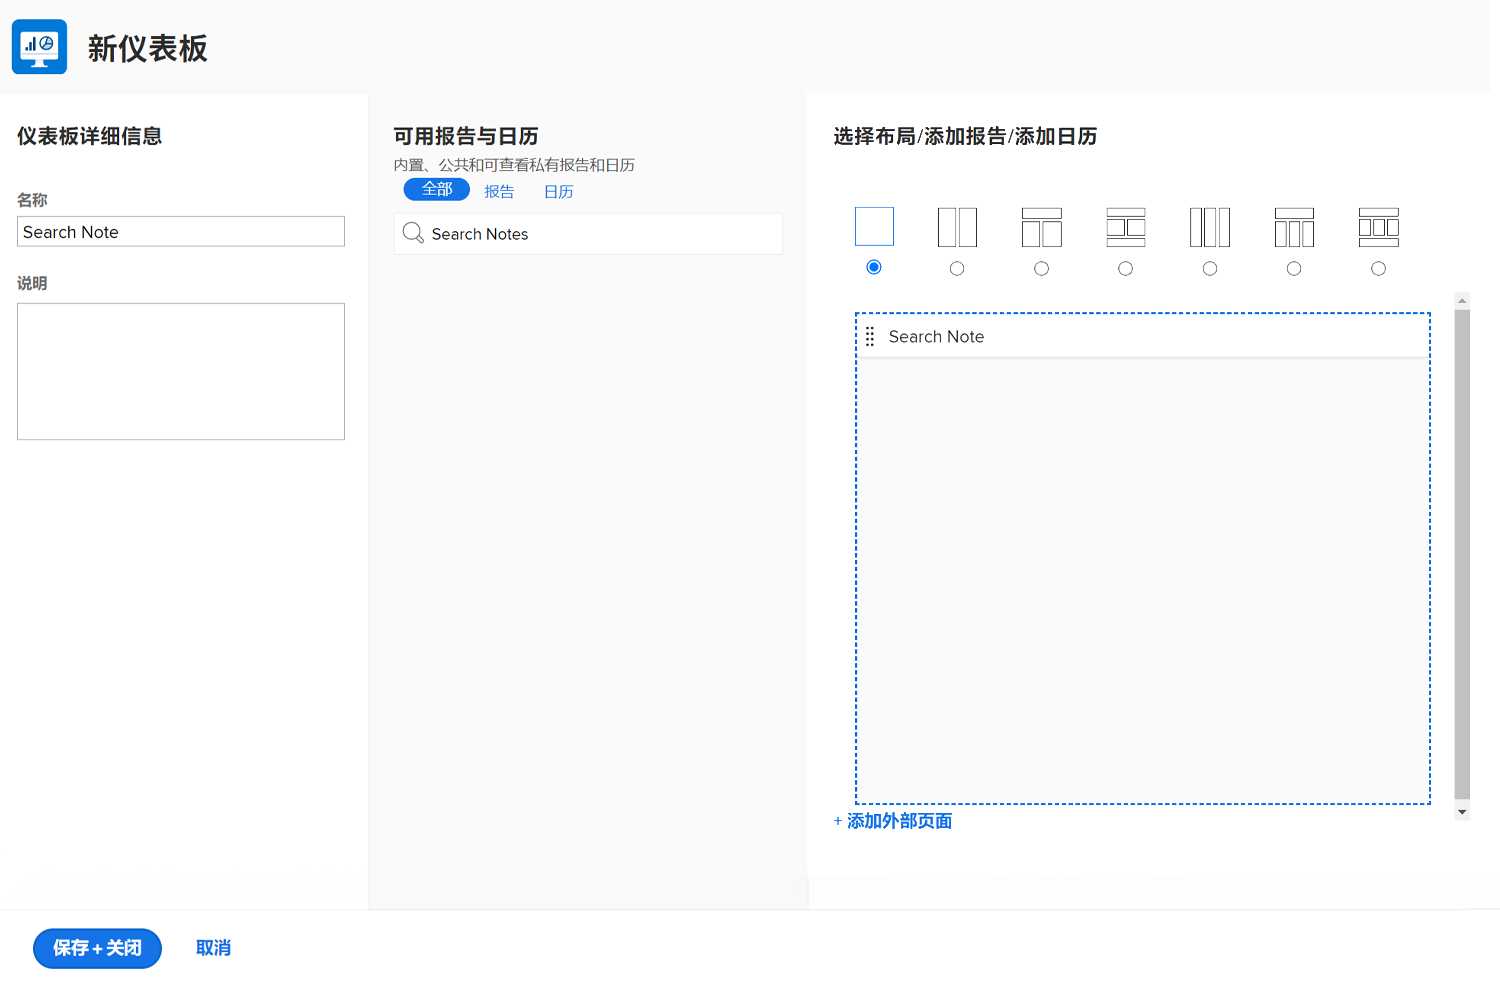 新仪表板
仪表板详细信息
名称
Search Note
说明
可用报告与日历
内置、公共和可查看私有报告和日历
全部 报告 日历
Search Notes
选择布局/添加报告/添加日历
Search Note
+ 添加外部页面
保存 + 关闭 取消